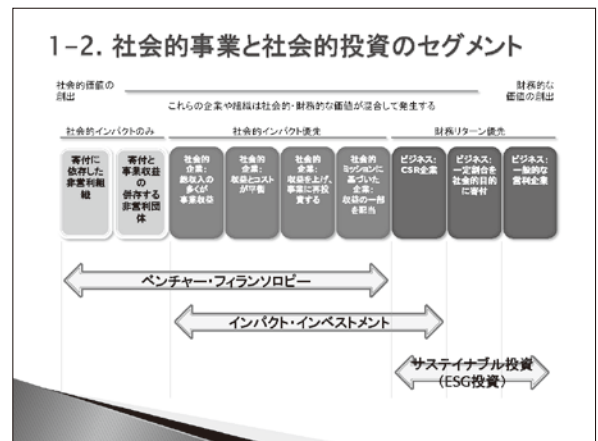 1-2. 社会的事業と社会的投資のセグメント
社会的価値の
創出
財務的な
価値の創出
これらの企業や組織は社会的・財務的な価値が混合して発生する
社会的インパクトのみ
社会的インパクト優先
財務リターン優先
寄付に
依存した
非営利組
織
寄付と
事業収益
の
併存する
非営利団
体
社会的
企業:
総収入の
多くが
事業収益
社会的
企業:
収益とコスト
が平衡
社会的
企業:
収益を上げ、
事業に再投
資する
社会的
ミッションに
基づいた
企業:
収益の一部
を配当
ビジネス:
CSR企業
ビジネス:
一定割合を
社会的目的
に寄付
ビジネス:
一般的な
営利企業
ベンチャー・フィランソロピー
インパクト・インベストメント
サステイナブル投資
(ESG投資)